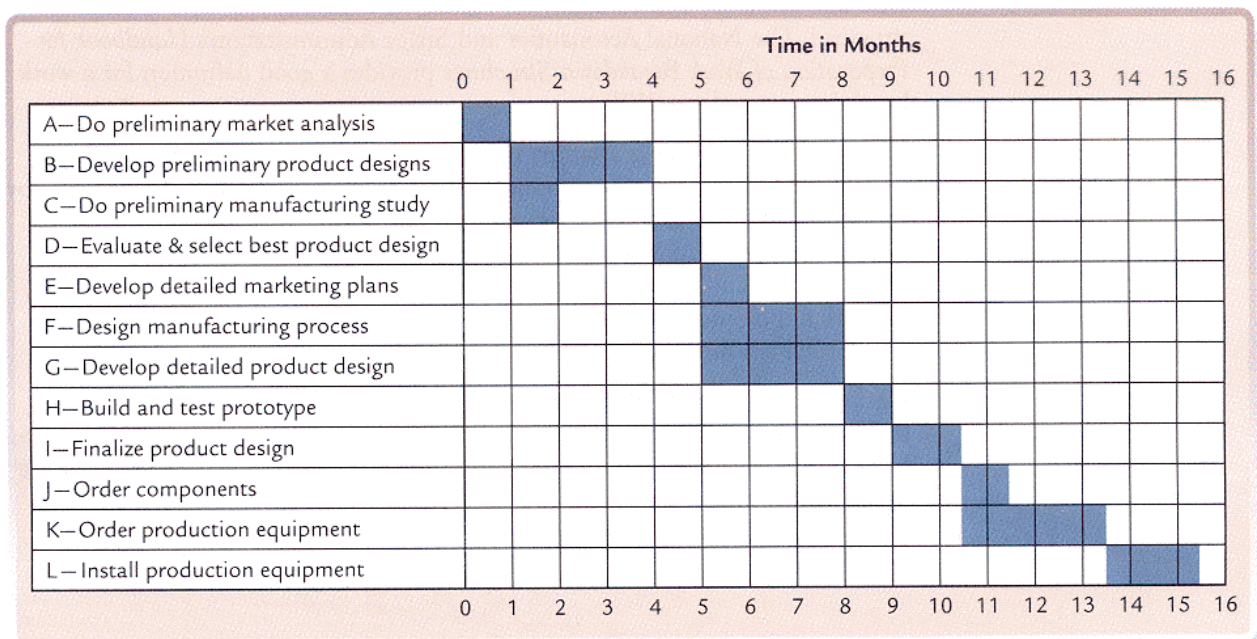 Time in Months
0 1 2 3 4 5 6 7 8 9 10 11 12 13 14 15 16
A—Do preliminary market analysis
B—Develop preliminary product designs
C—Do preliminary manufacturing study
D—Evaluate & select best product design
E—Develop detailed marketing plans
F—Design manufacturing process
G—Develop detailed product design
H—Build and test prototype
I—Finalize product design
J—Order components
K—Order production equipment
L—Install production equipment
0 1 2 3 4 5 6 7 8 9 10 11 12 13 14 15 16